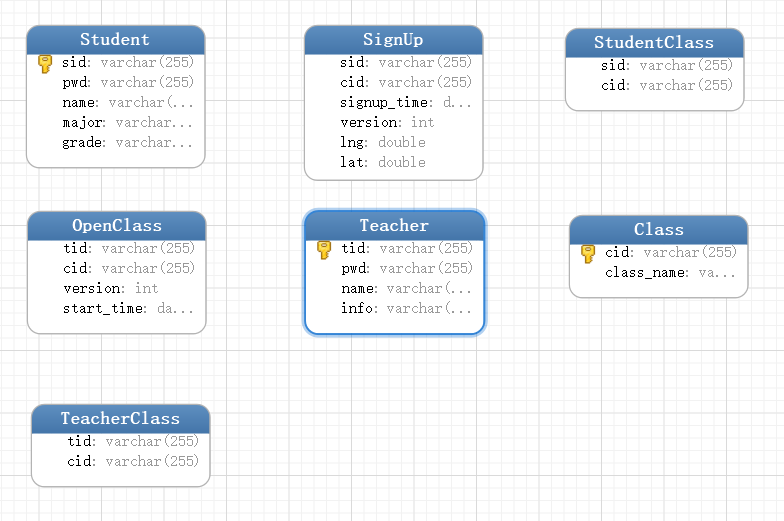 Student
sid: varchar(255)
pwd: varchar(255)
name: varchar(...
major: varchar...
grade: varchar...
SignUp
sid: varchar(255)
cid: varchar(255)
signup_time: d...
version: int
lng: double
lat: double
StudentClass
sid: varchar(255)
cid: varchar(255)
OpenClass
tid: varchar(255)
cid: varchar(255)
version: int
start_time: da...
Teacher
tid: varchar(255)
pwd: varchar(255)
name: varchar(...
info: varchar(...
Class
cid: varchar(255)
class_name: va...
TeacherClass
tid: varchar(255)
cid: varchar(255)